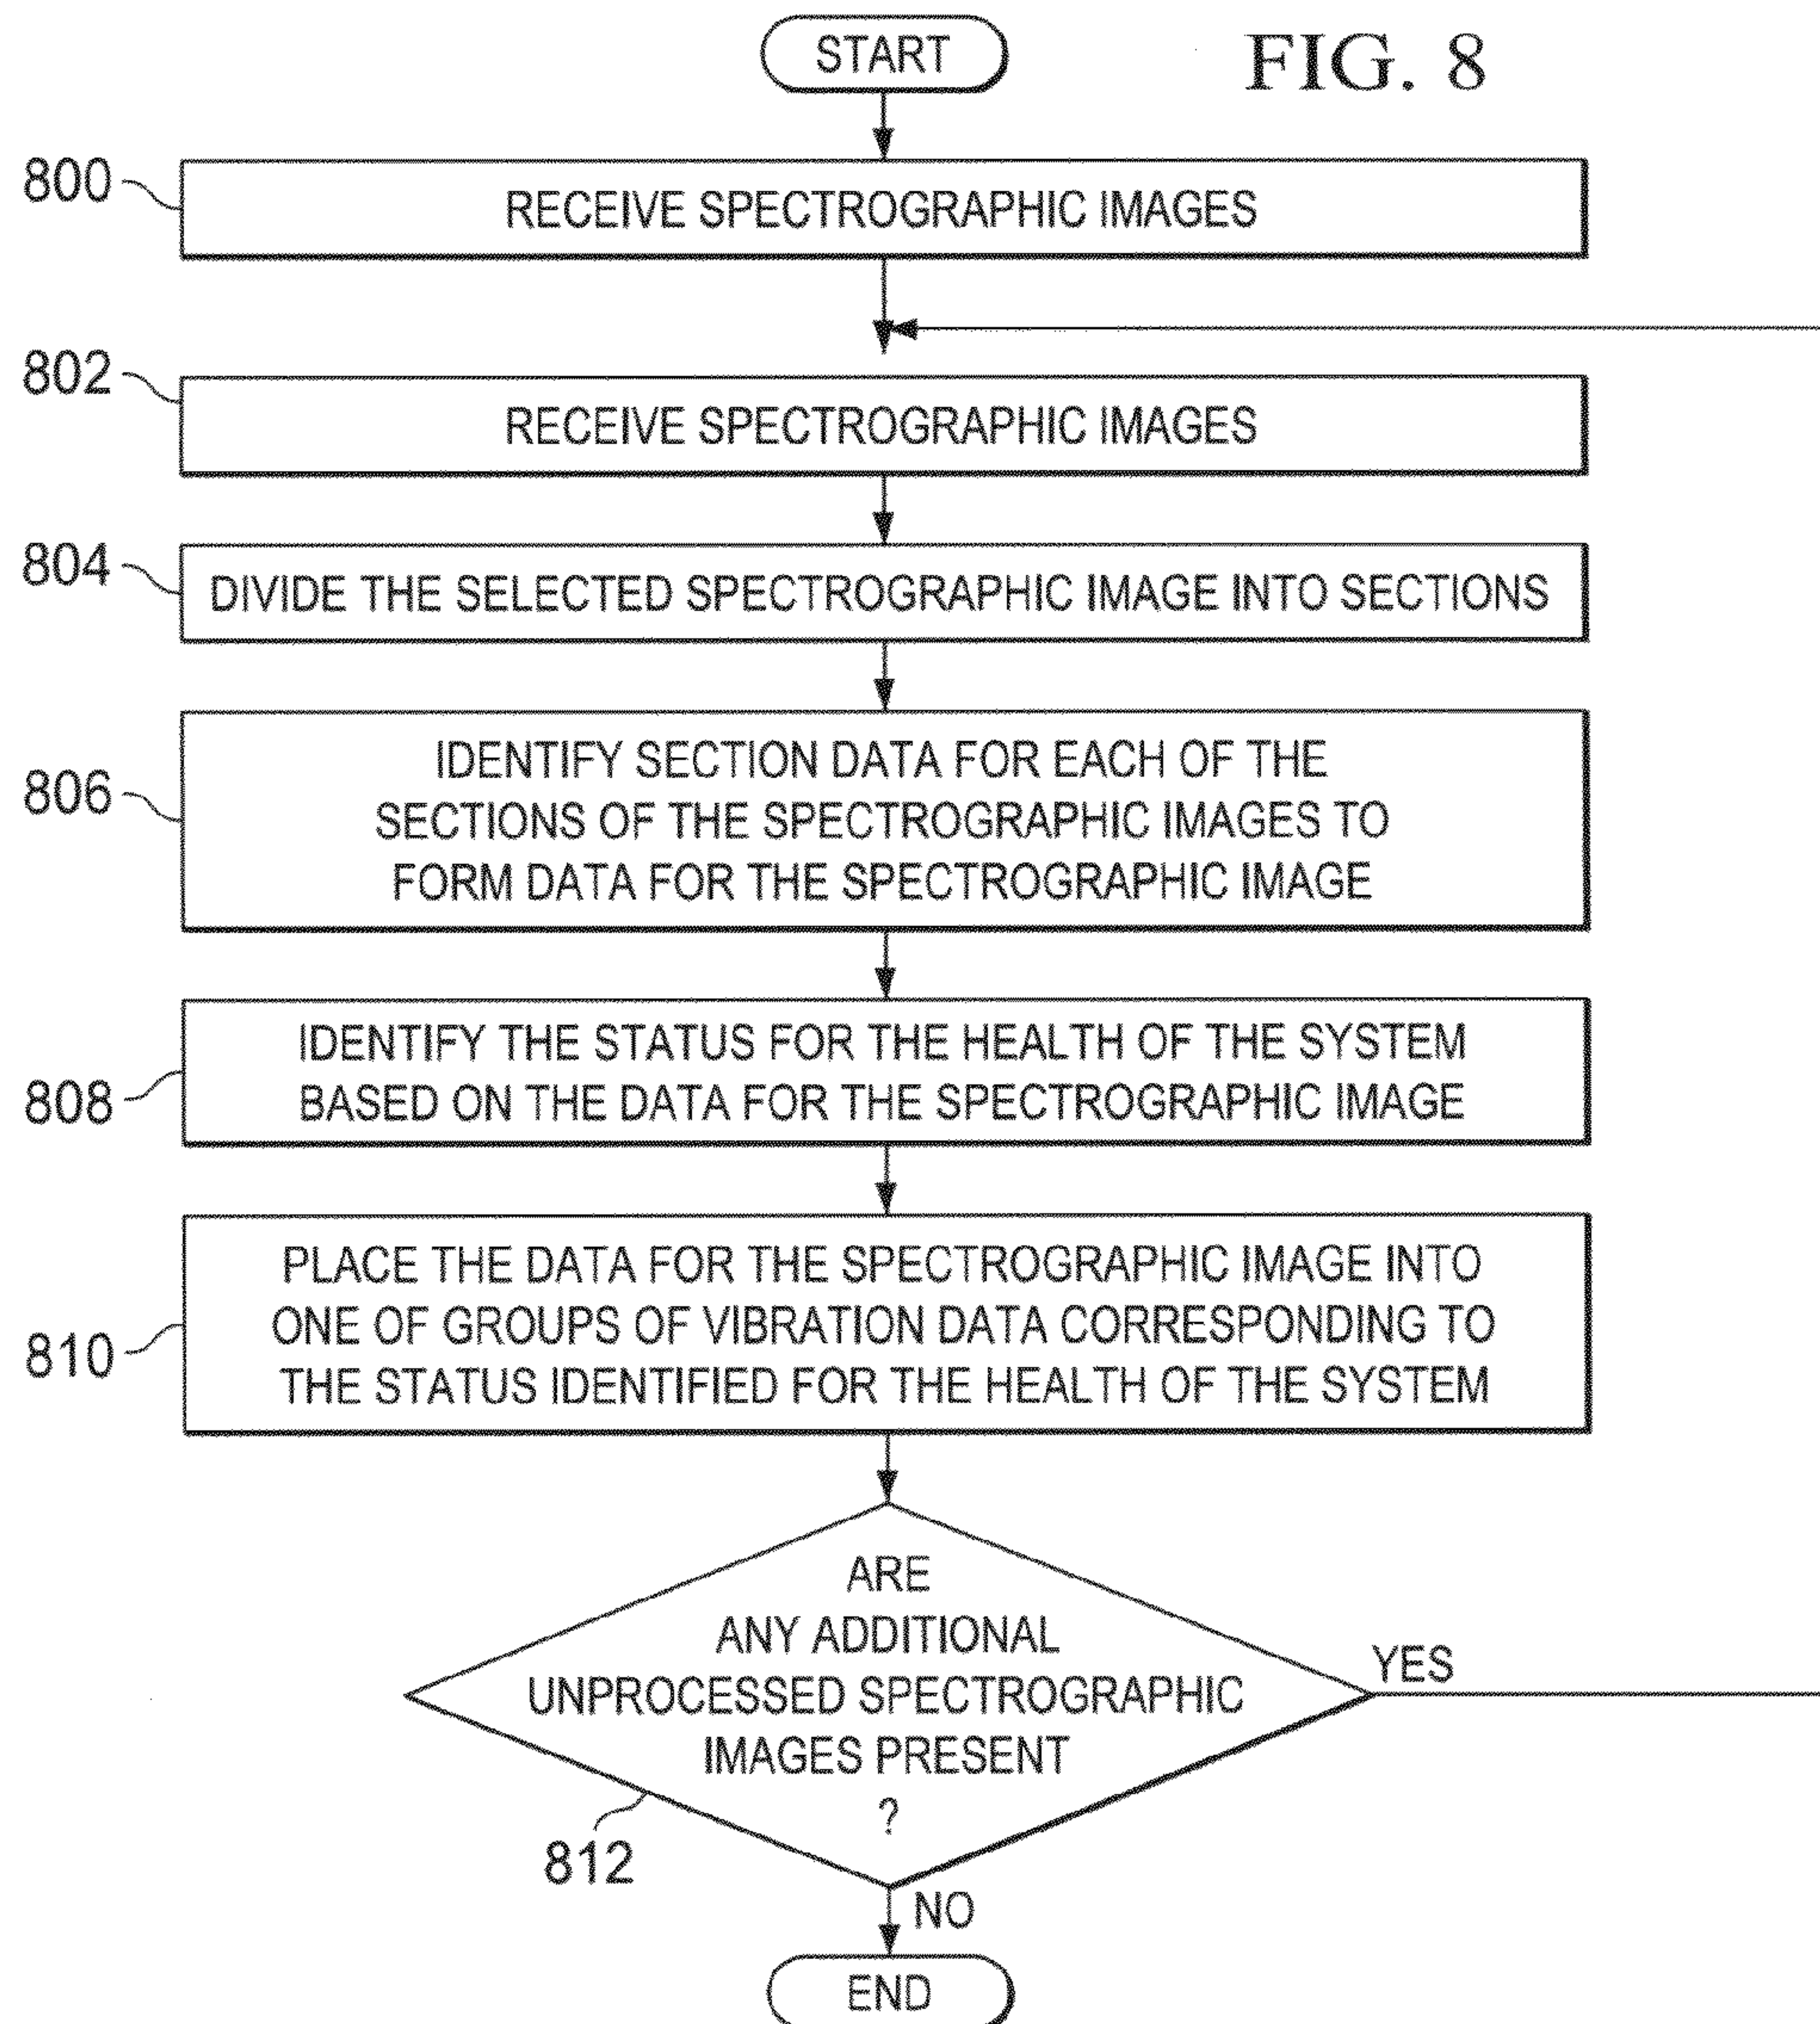 START
FIG. 8
800
RECEIVE SPECTROGRAPHIC IMAGES
802
RECEIVE SPECTROGRAPHIC IMAGES
804
DIVIDE THE SELECTED SPECTROGRAPHIC IMAGE INTO SECTIONS
806
IDENTIFY SECTION DATA FOR EACH OF THE
SECTIONS OF THE SPECTROGRAPHIC IMAGES TO
FORM DATA FOR THE SPECTROGRAPHIC IMAGE
808
IDENTIFY THE STATUS FOR THE HEALTH OF THE SYSTEM
BASED ON THE DATA FOR THE SPECTROGRAPHIC IMAGE
810
PLACE THE DATA FOR THE SPECTROGRAPHIC IMAGE INTO
ONE OF GROUPS OF VIBRATION DATA CORRESPONDING TO
THE STATUS IDENTIFIED FOR THE HEALTH OF THE SYSTEM
ARE
ANY ADDITIONAL
UNPROCESSED SPECTROGRAPHIC
IMAGES PRESENT
?
YES
812
NO
END